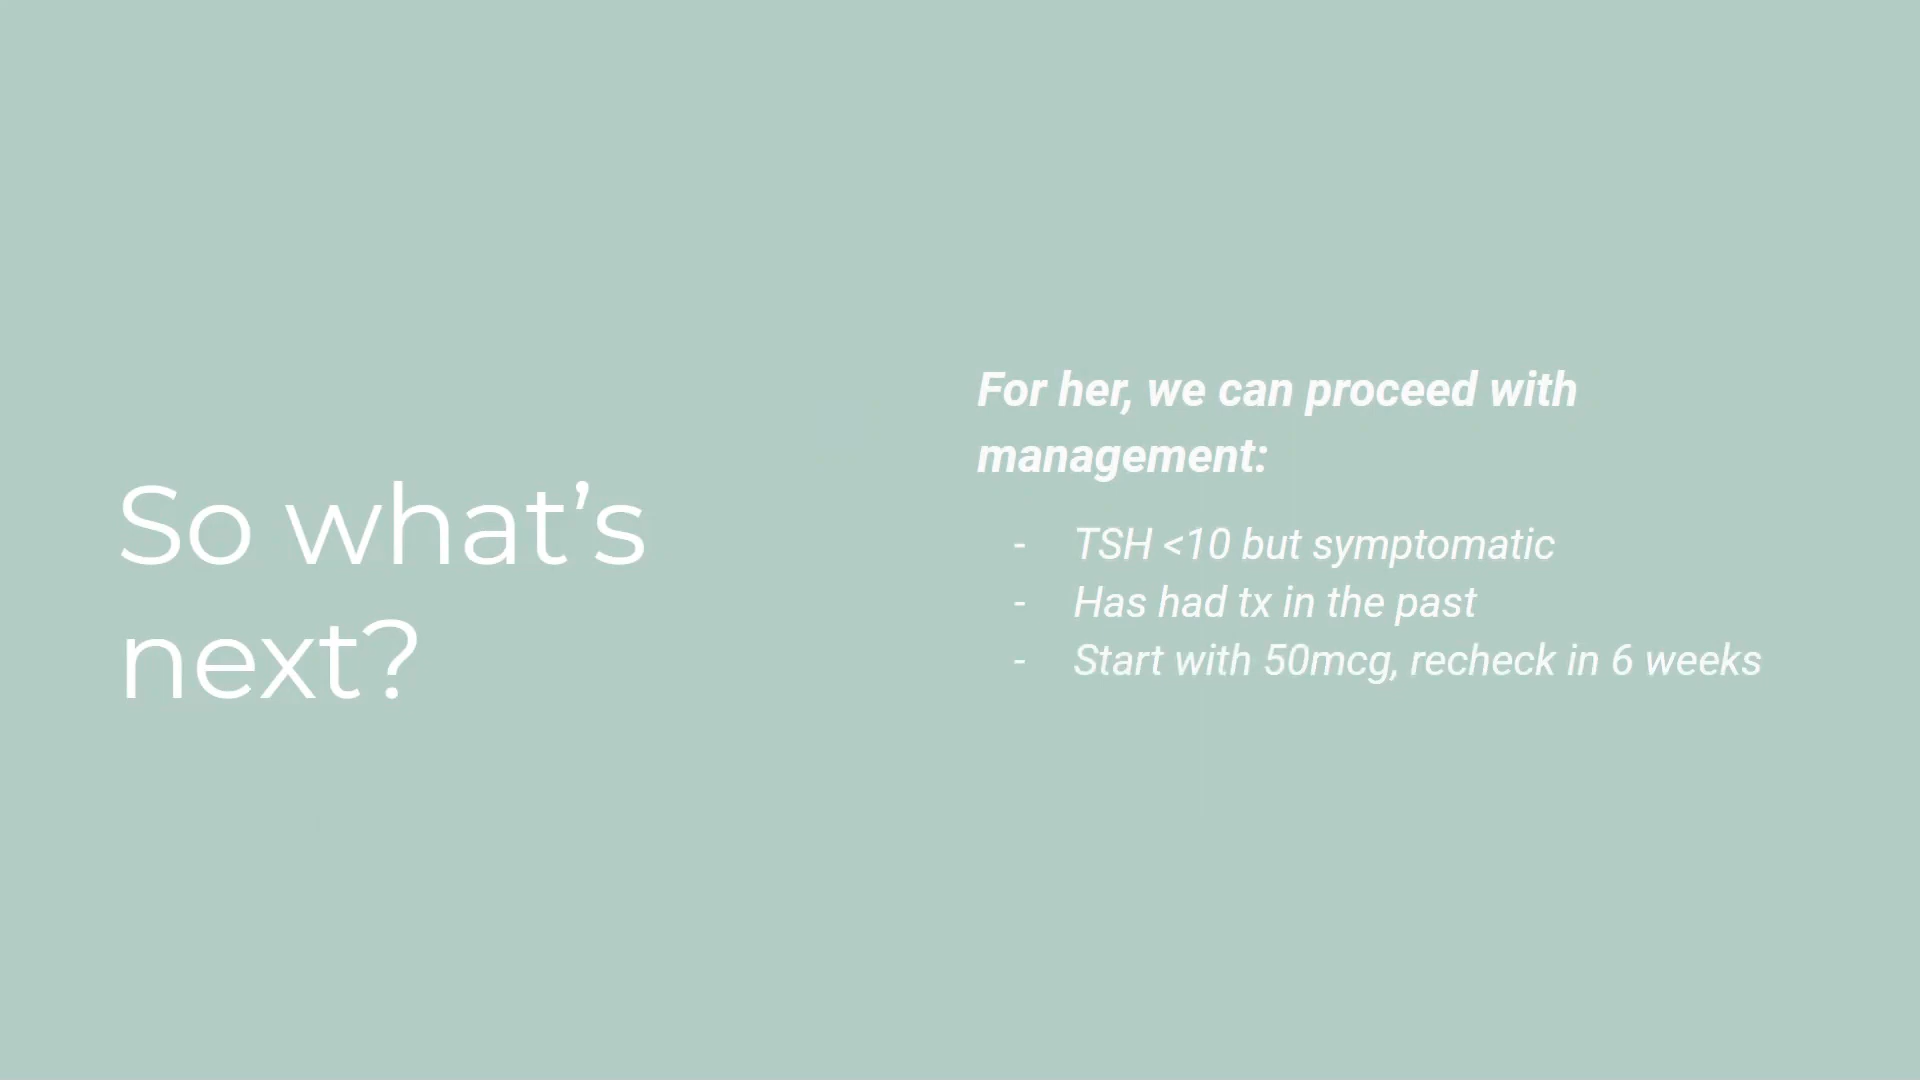 So what’s
next?
For her, we can proceed with
management:
- TSH <10 but symptomatic
- Has had tx in the past
- Start with 50mcg, recheck in 6 weeks